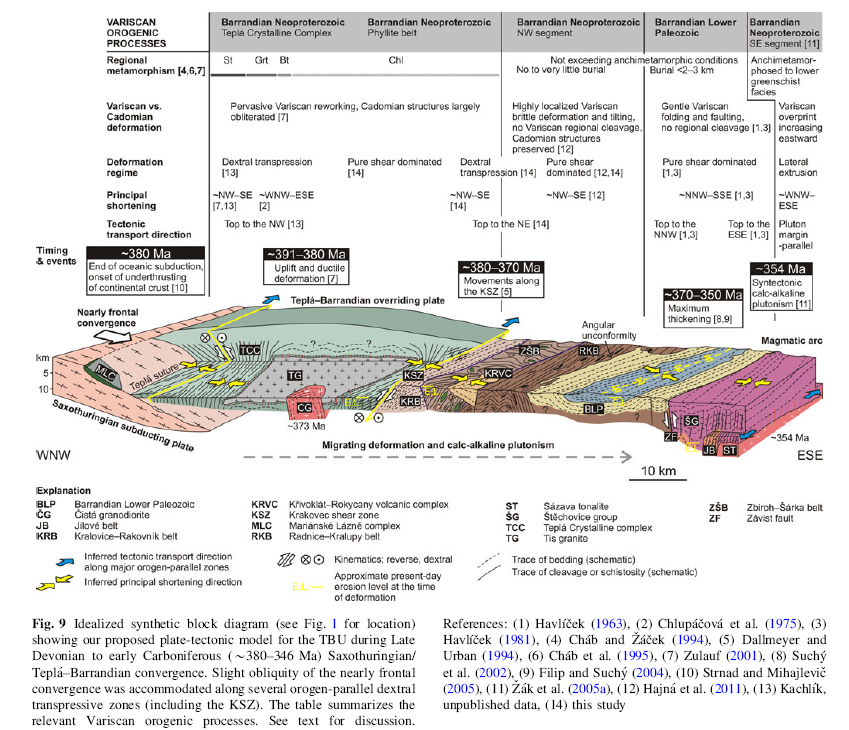 VARISCAN
OROGENIC
PROCESSES
Barrandian Neoproterozoic
Teplá Crystalline Complex
Barrandian Neoproterozoic
Phyllite belt
Barrandian Neoproterozoic
NW segment
Barrandian Lower
Paleozoic
Barrandian
Neoproterozoic
SE segment [11]
Regional
metamorphism [4,6,7]
St Grt Bt Chl
Not exceeding anchimetamorphic conditions
No to very little burial
Burial <2–3 km
Anchimetamor-
phosed to lower
greenschist
facies
Variscan vs.
Cadomian
deformation
Pervasive Variscan reworking, Cadomian structures largely
obliterated [7]
Highly localized Variscan
brittle deformation and tilting,
no Variscan regional cleavage,
Cadomian structures
preserved [12]
Gentle Variscan
folding and faulting,
no regional cleavage [1,3]
Variscan
overprint
increasing
eastward
Deformation
regime
Dextral transpression
[13]
Pure shear dominated
[14]
Dextral
transpression [14]
Pure shear
dominated [12,14]
Pure shear dominated
[1,3]
Lateral
extrusion
Principal
shortening
~NW–SE
[7,13]
~WNW–ESE
[2]
~NW–SE
[14]
~NW–SE [12]
~NNW–SSE [1,3]
~WNW–
ESE
Tectonic
transport direction
Top to the NW [13]
Top to the NE [14]
Top to the
NNW [1,3]
Top to the
ESE [1,3]
Pluton
margin
-parallel
Timing
& events
~380 Ma
End of oceanic subduction,
onset of underthrusting
of continental crust [10]
~391–380 Ma
Uplift and ductile
deformation [7]
~380–370 Ma
Movements along
the KSZ [5]
~370–350 Ma
Maximum
thickening [8,9]
~354 Ma
Syntectonic
calc-alkaline
plutonism [11]
Nearly frontal
convergence
Teplá–Barrandian overriding plate
Angular
unconformity
Magmatic arc
km
5
10
MLC
Teplá suture
TCC
? ?
TG
CG
~373 Ma
KSZ
KRB
E.L.
KRVC
ZŠB
RKB
BLP
?
ZF
ŠG
JB
ST
~354 Ma
Saxothuringian subducting plate
WNW
Migrating deformation and calc-alkaline plutonism
ESE
10 km
Explanation
BLP Barrandian Lower Paleozoic
ČG Čistá granodiorite
JB Jílové belt
KRB Kralovice–Rakovník belt
KRVC Křivoklát–Rokycany volcanic complex
KSZ Krakovec shear zone
MLC Mariánské Lázně complex
RKB Radnice–Kralupy belt
ST Sázava tonalite
ŠG Štěchovice group
TCC Teplá Crystalline complex
TG Tis granite
ZŠB Zbiroh–Šárka belt
ZF Závist fault
Inferred tectonic transport direction
along major orogen-parallel zones
Inferred principal shortening direction
Kinematics; reverse, dextral
E.L. Approximate present-day
erosion level at the time
of deformation
Trace of bedding (schematic)
Trace of cleavage or schistosity (schematic)
Fig. 9 Idealized synthetic block diagram (see Fig. 1 for location)
showing our proposed plate-tectonic model for the TBU during Late
Devonian to early Carboniferous (~380–346 Ma) Saxothuringian/
Teplá–Barrandian convergence. Slight obliquity of the nearly frontal
convergence was accommodated along several orogen-parallel dextral
transpressive zones (including the KSZ). The table summarizes the
relevant Variscan orogenic processes. See text for discussion.
References: (1) Havlíček (1963), (2) Chlupáčová et al. (1975), (3)
Havlíček (1981), (4) Cháb and Žáček (1994), (5) Dallmeyer and
Urban (1994), (6) Cháb et al. (1995), (7) Zulauf (2001), (8) Suchý
et al. (2002), (9) Filip and Suchý (2004), (10) Strnad and Mihajlevič
(2005), (11) Žák et al. (2005a), (12) Hajná et al. (2011), (13) Kachlík,
unpublished data, (14) this study